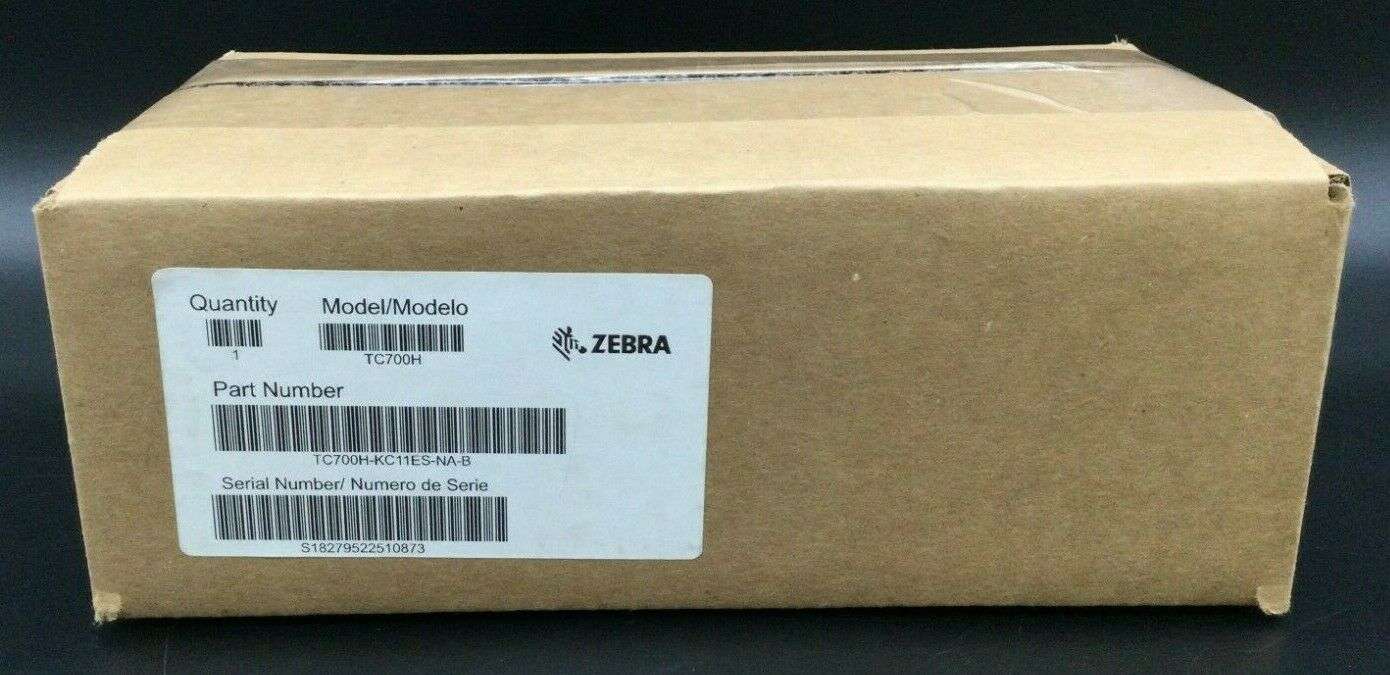 Quantity
1
Model/Modelo
TC700H
ZEBRA
Part Number
TC700H-KC11ES-NA-B
Serial Number/ Numero de Serie
S18279522510873